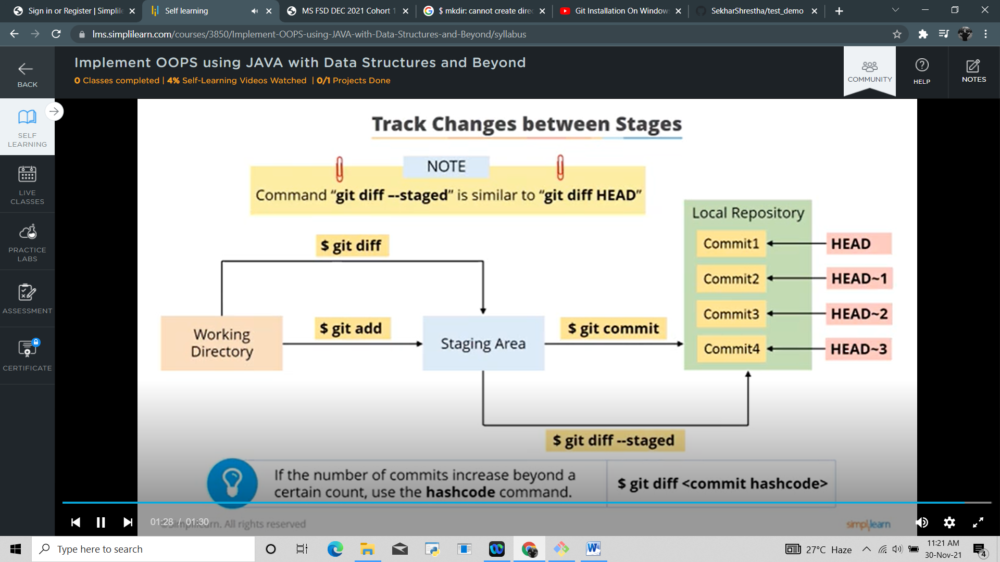 Sign in or Register | Simplile
Self learning
MS FSD DEC 2021 Cohort 1
$ mkdir: cannot create direc
Git Installation On Window
SekharShrestha/test_demo
lms.simplilearn.com/courses/3850/Implement-OOPS-using-JAVA-with-Data-Structures-and-Beyond/syllabus
BACK
Implement OOPS using JAVA with Data Structures and Beyond
0 Classes completed | 4% Self-Learning Videos Watched | 0/1 Projects Done
COMMUNITY
HELP
NOTES
SELF
LEARNING
LIVE
CLASSES
PRACTICE
LABS
ASSESSMENT
CERTIFICATE
Track Changes between Stages
NOTE
Command “git diff --staged” is similar to “git diff HEAD”
Local Repository
Commit1
HEAD
Commit2
HEAD~1
Commit3
HEAD~2
Commit4
HEAD~3
$ git diff
Working
Directory
$ git add
Staging Area
$ git commit
$ git diff --staged
If the number of commits increase beyond a
certain count, use the hashcode command.
$ git diff <commit hashcode>
01:28 / 01:30
©Simplilearn. All rights reserved
simplilearn
Type here to search
27°C Haze
11:21 AM
30-Nov-21
4